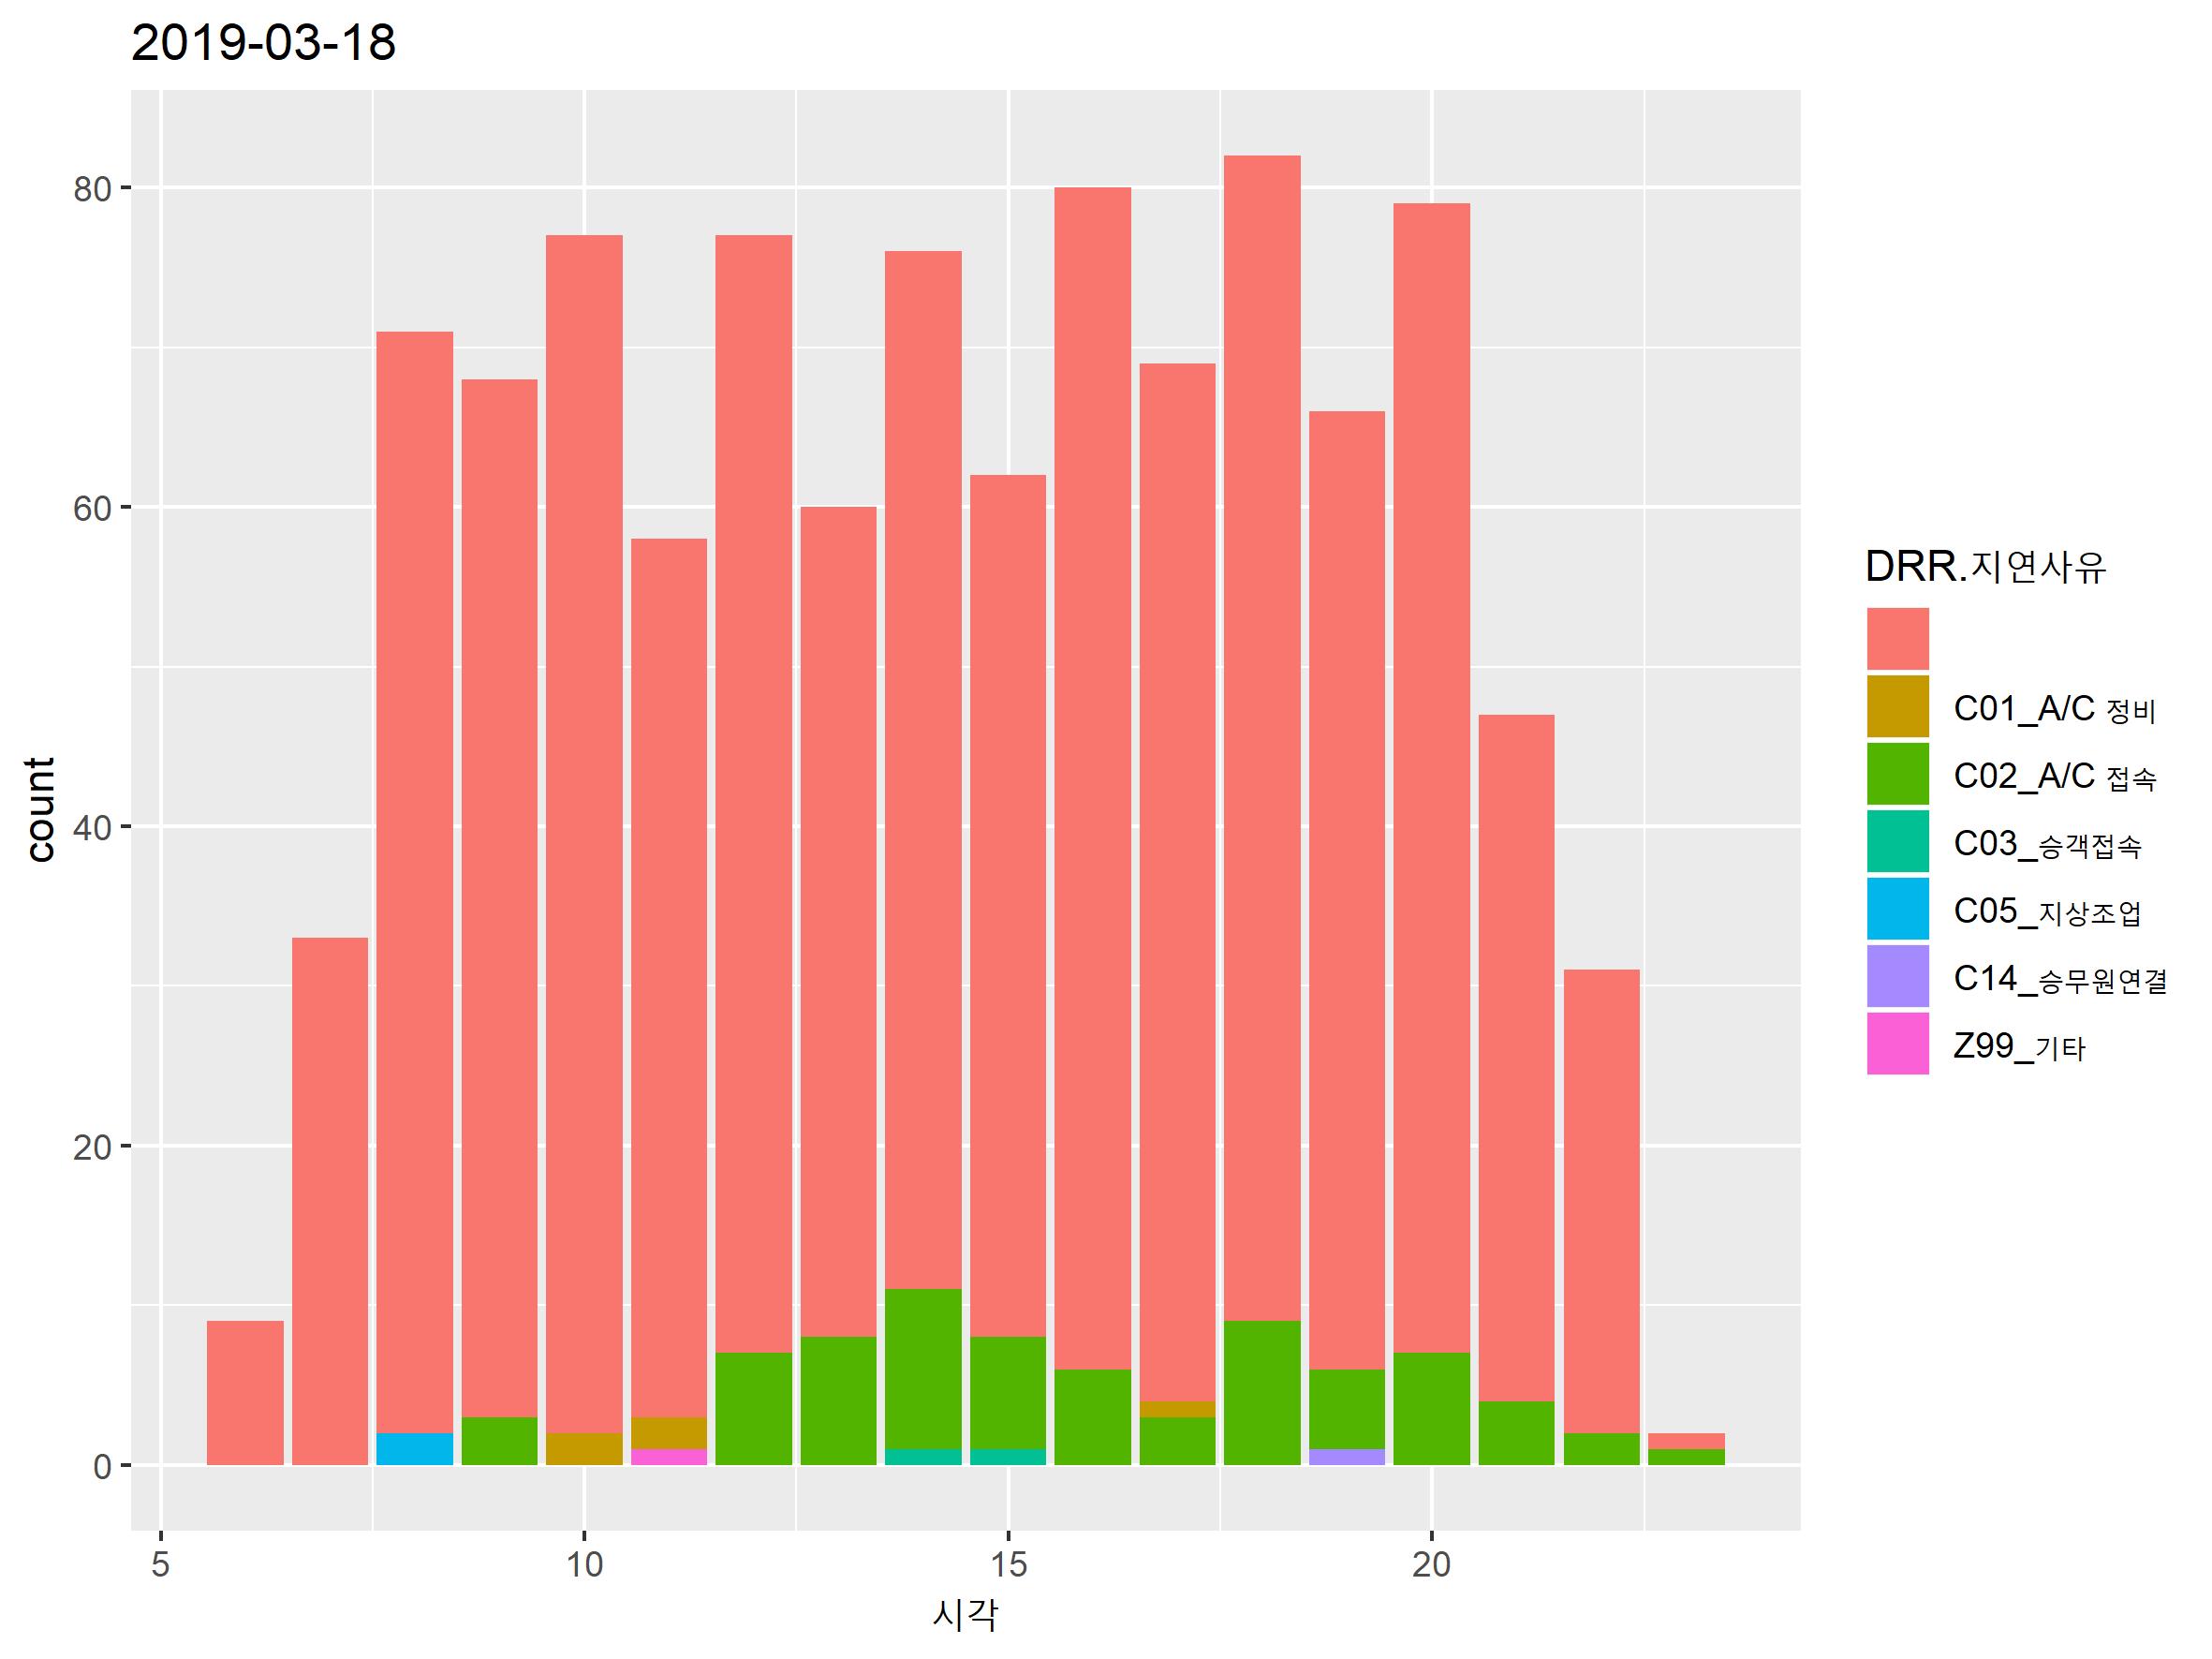 2019-03-18
80
60
40
20
0
count
5 10 15 20
시각
DRR.지연사유
C01_A/C 정비
C02_A/C 접속
C03_승객접속
C05_지상조업
C14_승무원연결
Z99_기타